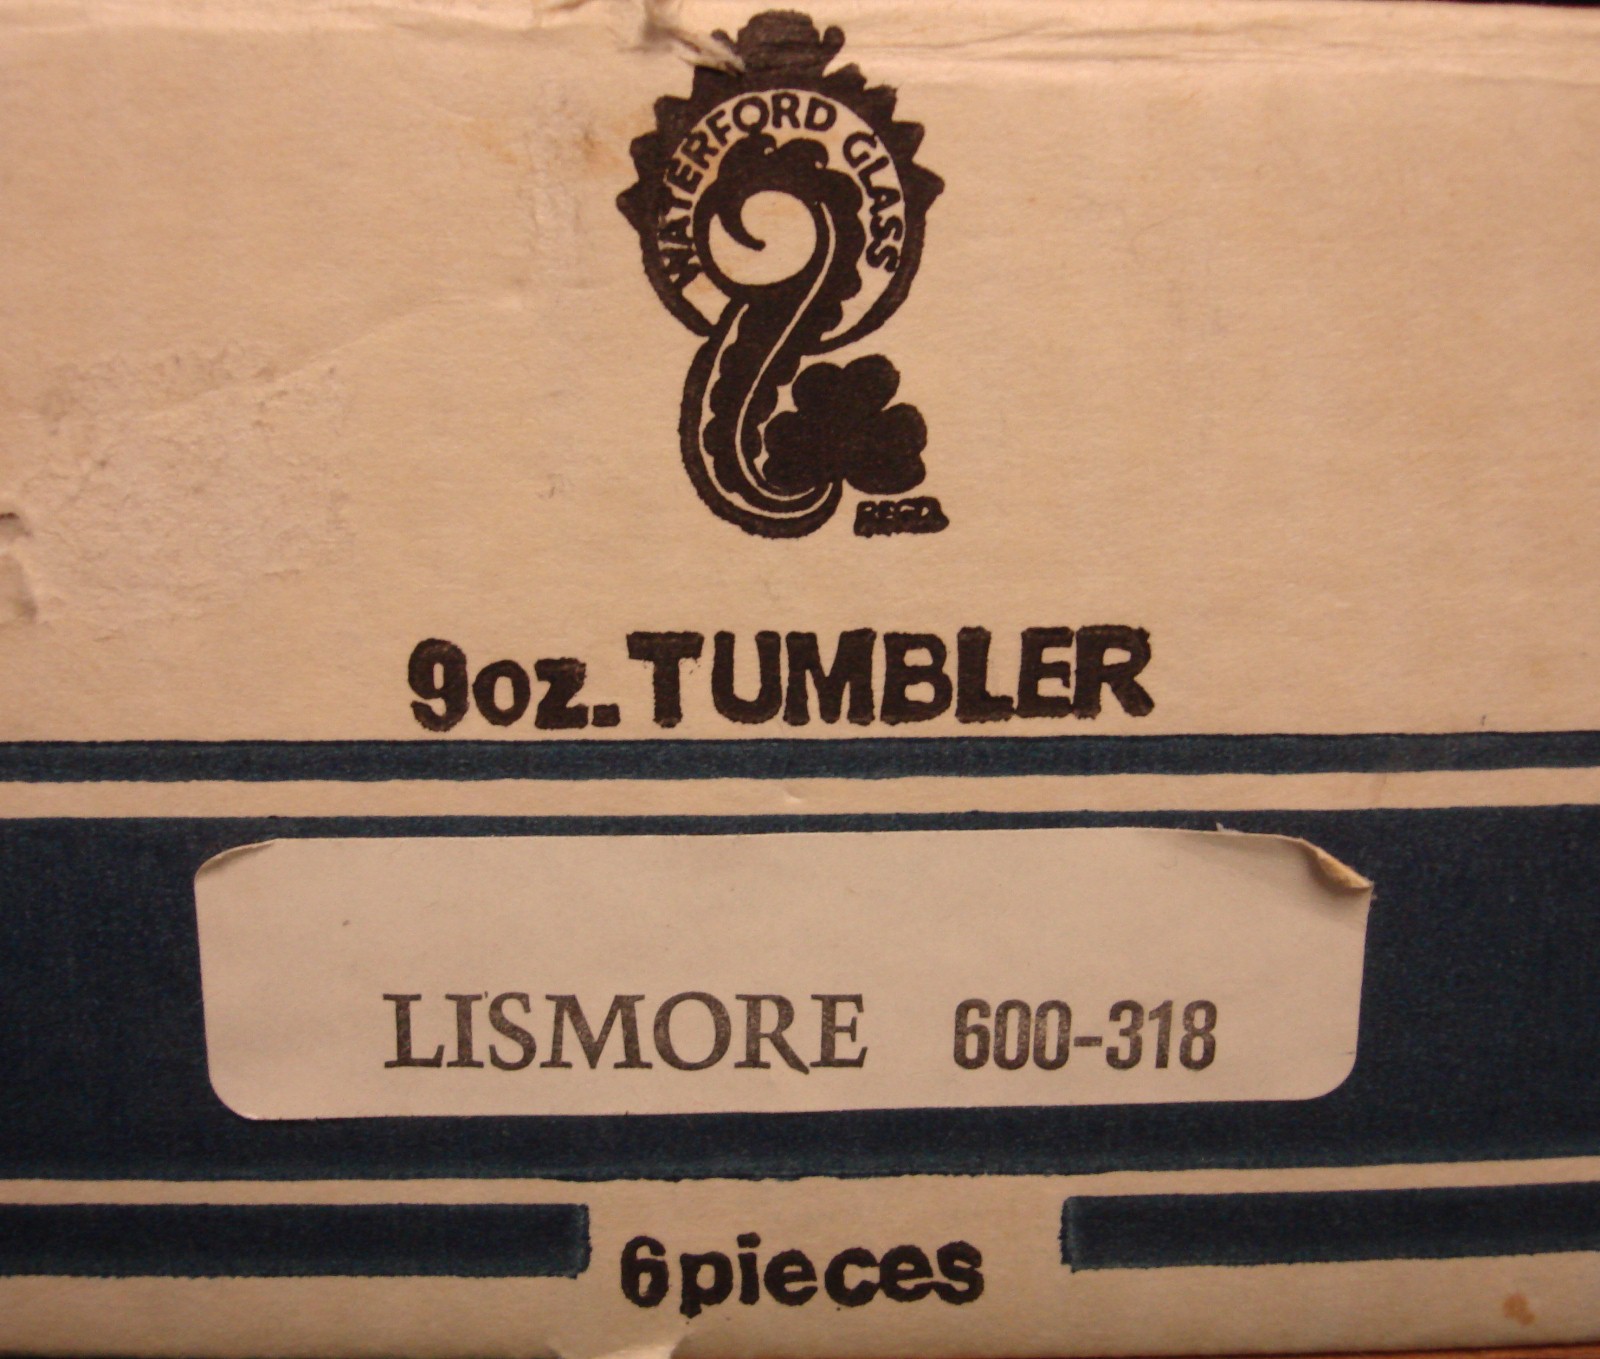 WATERFORD GLASS
REGD.
9oz. TUMBLER
LISMORE 600-318
6pieces